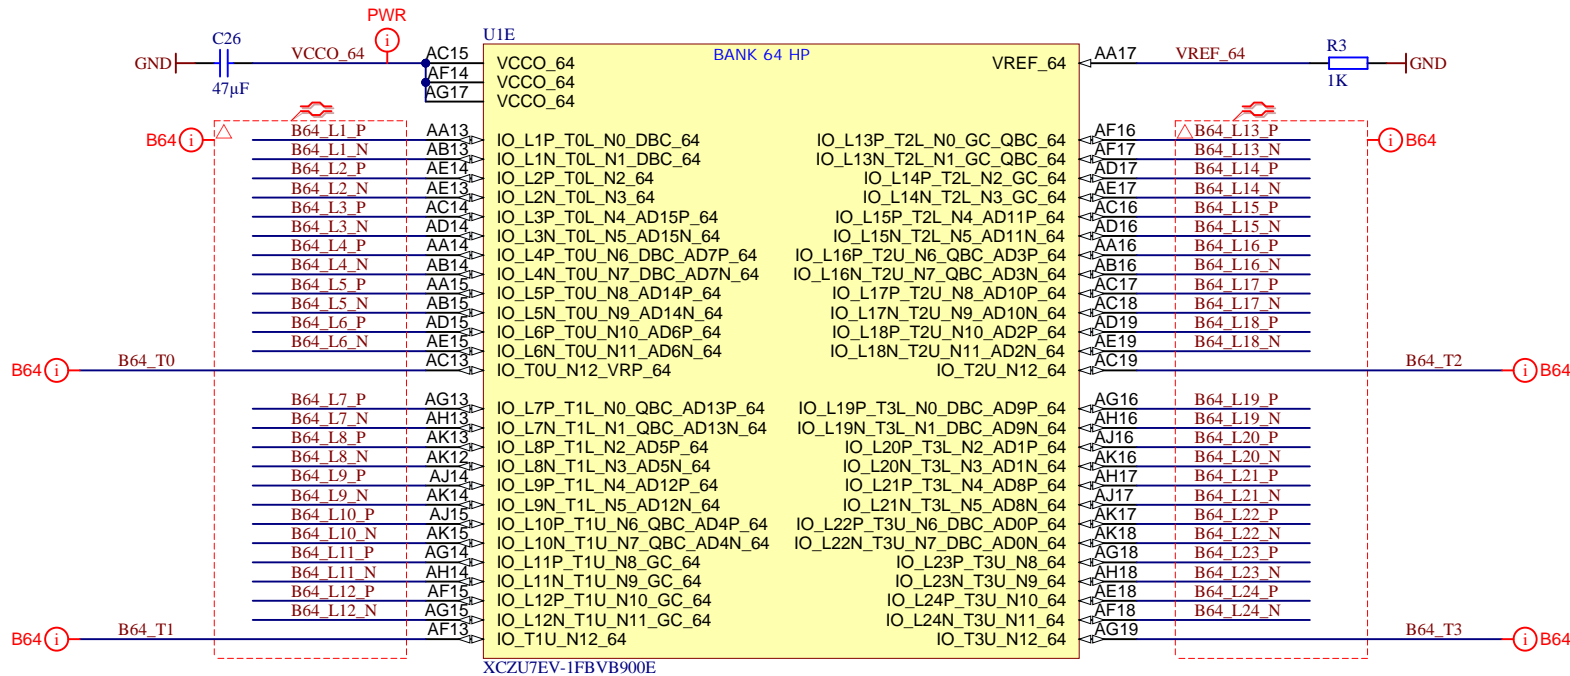 PWR
C26 VCCO_64 AC15 U1E BANK 64 HP AA17 VREF_64 R3
GND i VCCO_64 VREF_64 GND
47µF AF14 VCCO_64 1K
AG17 VCCO_64
B64 i B64_L1_P AA13 IO_L1P_T0L_N0_DBC_64 IO_L13P_T2L_N0_GC_QBC_64 AF16 B64_L13_P i B64
B64_L1_N AB13 IO_L1N_T0L_N1_DBC_64 IO_L13N_T2L_N1_GC_QBC_64 AF17 B64_L13_N
B64_L2_P AE14 IO_L2P_T0L_N2_64 IO_L14P_T2L_N2_GC_64 AD17 B64_L14_P
B64_L2_N AE13 IO_L2N_T0L_N3_64 IO_L14N_T2L_N3_GC_64 AE17 B64_L14_N
B64_L3_P AC14 IO_L3P_T0L_N4_AD15P_64 IO_L15P_T2L_N4_AD11P_64 AC16 B64_L15_P
B64_L3_N AD14 IO_L3N_T0L_N5_AD15N_64 IO_L15N_T2L_N5_AD11N_64 AD16 B64_L15_N
B64_L4_P AA14 IO_L4P_T0U_N6_DBC_AD7P_64 IO_L16P_T2U_N6_QBC_AD3P_64 AA16 B64_L16_P
B64_L4_N AB14 IO_L4N_T0U_N7_DBC_AD7N_64 IO_L16N_T2U_N7_QBC_AD3N_64 AB16 B64_L16_N
B64_L5_P AA15 IO_L5P_T0U_N8_AD14P_64 IO_L17P_T2U_N8_AD10P_64 AC17 B64_L17_P
B64_L5_N AB15 IO_L5N_T0U_N9_AD14N_64 IO_L17N_T2U_N9_AD10N_64 AC18 B64_L17_N
B64_L6_P AD15 IO_L6P_T0U_N10_AD6P_64 IO_L18P_T2U_N10_AD2P_64 AD19 B64_L18_P
B64_L6_N AE15 IO_L6N_T0U_N11_AD6N_64 IO_L18N_T2U_N11_AD2N_64 AE19 B64_L18_N
B64 i B64_T0 AC13 IO_T0U_N12_VRP_64 IO_T2U_N12_64 AC19 B64_T2 i B64
B64_L7_P AG13 IO_L7P_T1L_N0_QBC_AD13P_64 IO_L19P_T3L_N0_DBC_AD9P_64 AG16 B64_L19_P
B64_L7_N AH13 IO_L7N_T1L_N1_QBC_AD13N_64 IO_L19N_T3L_N1_DBC_AD9N_64 AH16 B64_L19_N
B64_L8_P AK13 IO_L8P_T1L_N2_AD5P_64 IO_L20P_T3L_N2_AD1P_64 AJ16 B64_L20_P
B64_L8_N AK12 IO_L8N_T1L_N3_AD5N_64 IO_L20N_T3L_N3_AD1N_64 AK16 B64_L20_N
B64_L9_P AJ14 IO_L9P_T1L_N4_AD12P_64 IO_L21P_T3L_N4_AD8P_64 AH17 B64_L21_P
B64_L9_N AK14 IO_L9N_T1L_N5_AD12N_64 IO_L21N_T3L_N5_AD8N_64 AJ17 B64_L21_N
B64_L10_P AJ15 IO_L10P_T1U_N6_QBC_AD4P_64 IO_L22P_T3U_N6_DBC_AD0P_64 AK17 B64_L22_P
B64_L10_N AK15 IO_L10N_T1U_N7_QBC_AD4N_64 IO_L22N_T3U_N7_DBC_AD0N_64 AK18 B64_L22_N
B64_L11_P AG14 IO_L11P_T1U_N8_GC_64 IO_L23P_T3U_N8_64 AG18 B64_L23_P
B64_L11_N AH14 IO_L11N_T1U_N9_GC_64 IO_L23N_T3U_N9_64 AH18 B64_L23_N
B64_L12_P AF15 IO_L12P_T1U_N10_GC_64 IO_L24P_T3U_N10_64 AE18 B64_L24_P
B64_L12_N AG15 IO_L12N_T1U_N11_GC_64 IO_L24N_T3U_N11_64 AF18 B64_L24_N
B64 i B64_T1 AF13 IO_T1U_N12_64 IO_T3U_N12_64 AG19 B64_T3 i B64
XCZU7EV-1FBVB900E